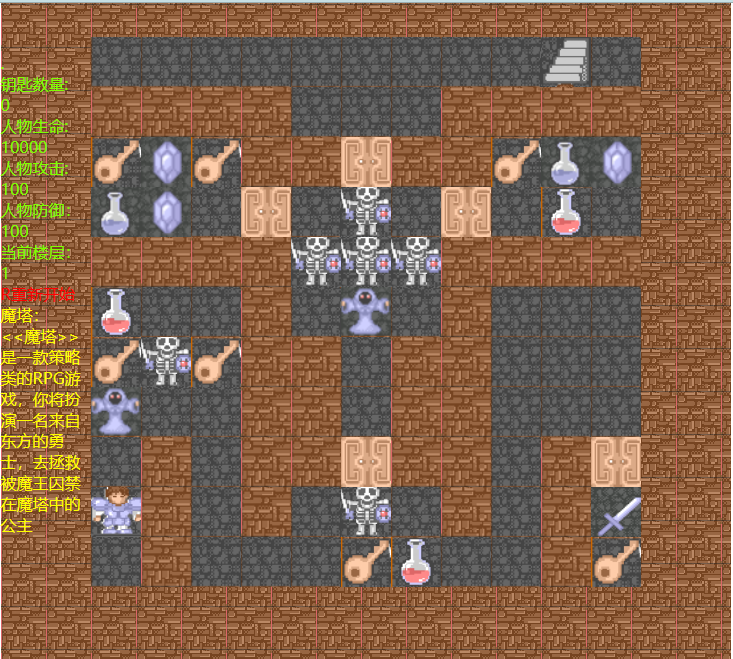 钥匙数量:
0
人物生命:
10000
人物攻击:
100
人物防御:
100
当前楼层:
1
R重新开始
魔塔:
<<魔塔>>
是一款策略
类的RPG游
戏，你将扮
演一名来自
东方的勇
士，去拯救
被魔王囚禁
在魔塔中的
公主